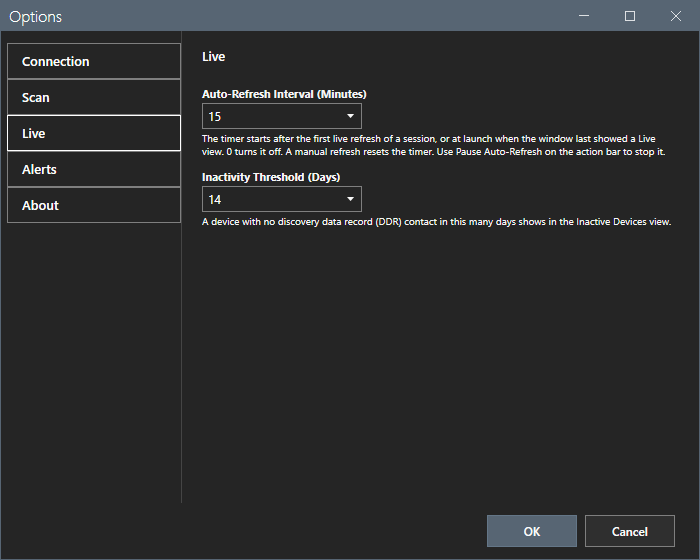 Options
Connection
Scan
Live
Alerts
About
Live
Auto-Refresh Interval (Minutes)
15
The timer starts after the first live refresh of a session, or at launch when the window last showed a Live
view. 0 turns it off. A manual refresh resets the timer. Use Pause Auto-Refresh on the action bar to stop it.
Inactivity Threshold (Days)
14
A device with no discovery data record (DDR) contact in this many days shows in the Inactive Devices view.
OK
Cancel